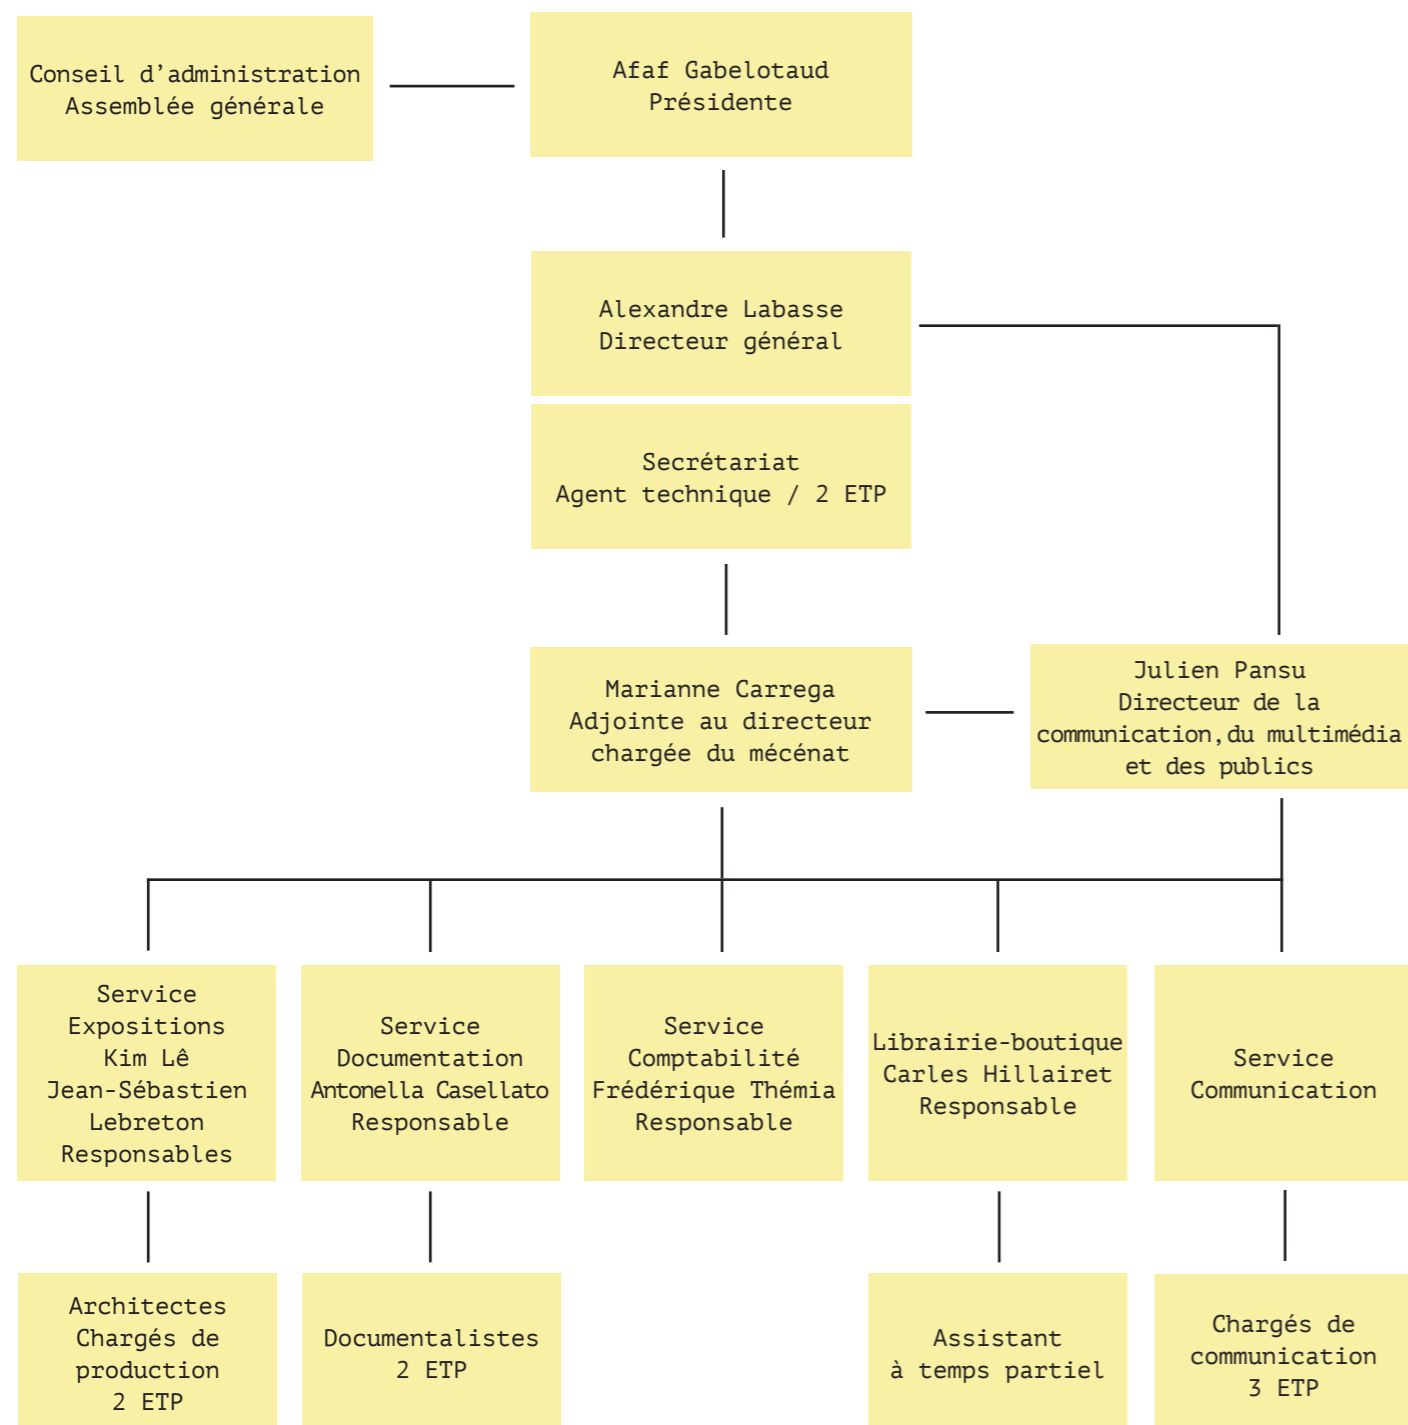 Conseil d'administration
Assemblée générale
Afaf Gabelotaud
Présidente
Alexandre Labasse
Directeur général
Secrétariat
Agent technique / 2 ETP
Marianne Carrega
Adjointe au directeur
chargée du mécénat
Julien Pansu
Directeur de la
communication,du multimédia
et des publics
Service
Expositions
Kim Lê
Jean-Sébastien
Lebreton
Responsables
Service
Documentation
Antonella Casellato
Responsable
Service
Comptabilité
Frédérique Thémia
Responsable
Librairie-boutique
Carles Hillairet
Responsable
Service
Communication
Architectes
Chargés de
production
2 ETP
Documentalistes
2 ETP
Assistant
à temps partiel
Chargés de
communication
3 ETP